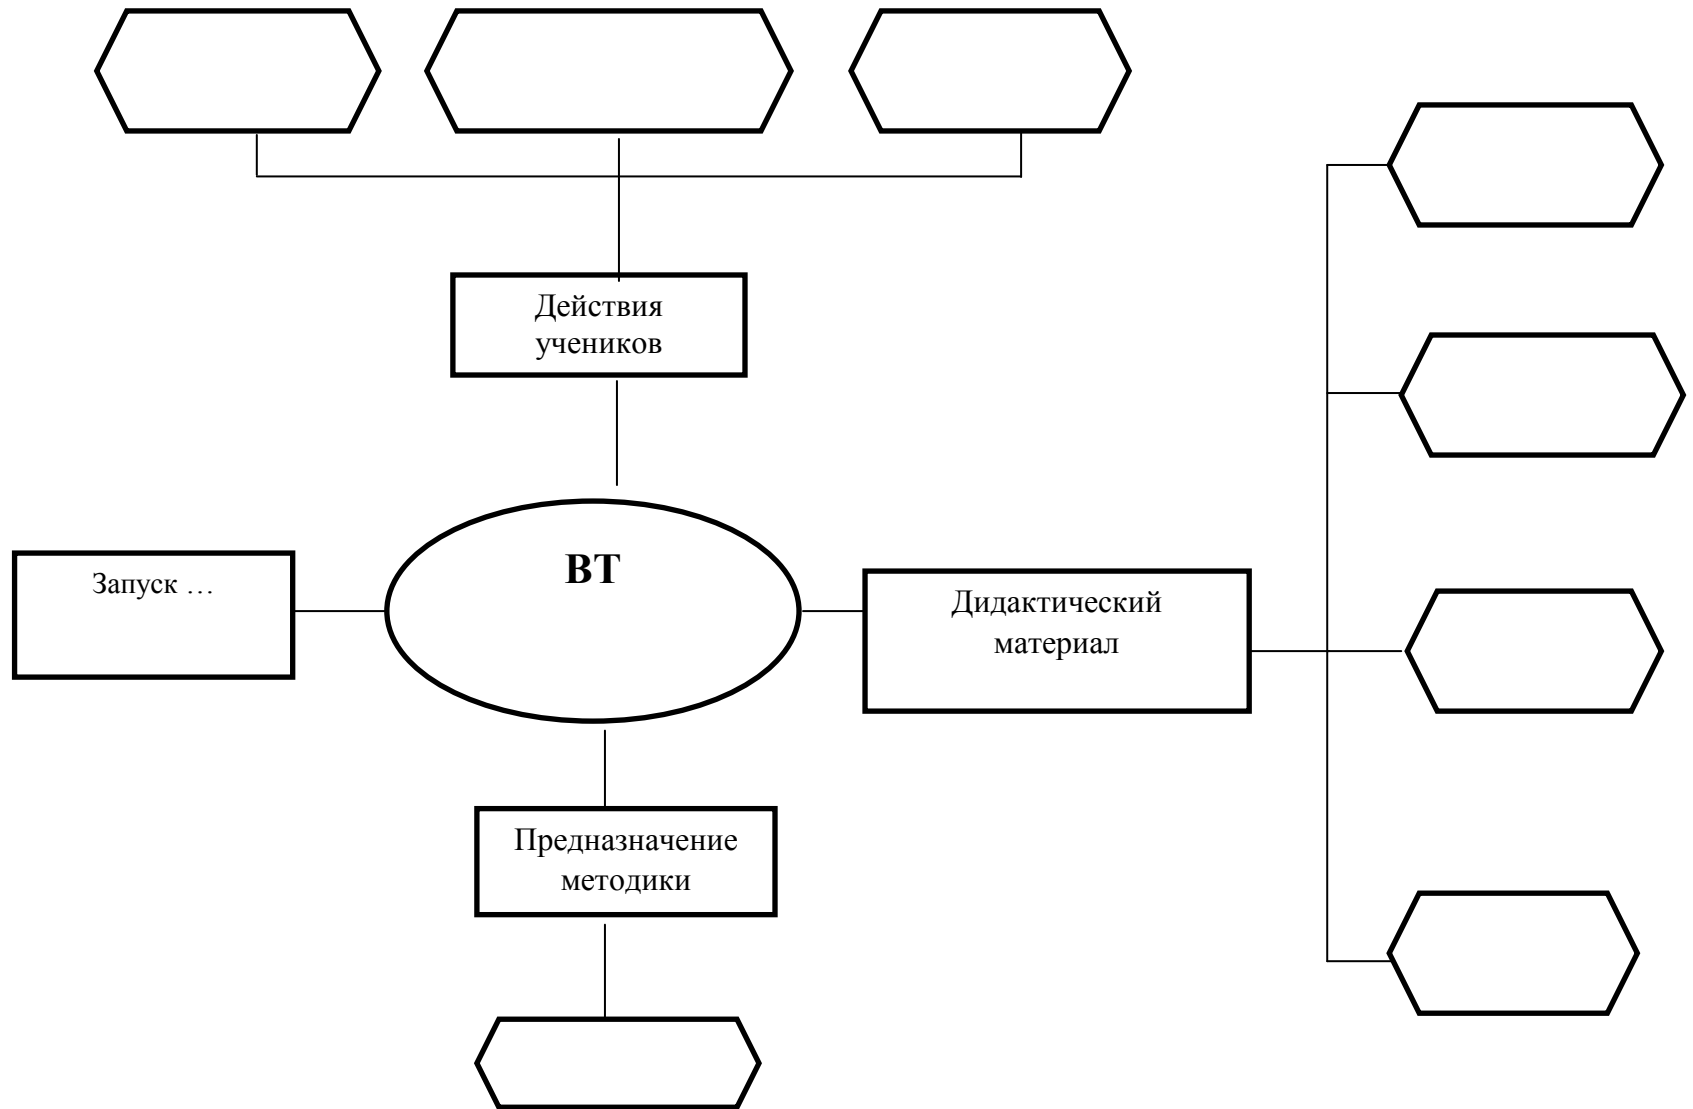 Действия
учеников
ВТ
Запуск …
Дидактический
материал
Предназначение
методики